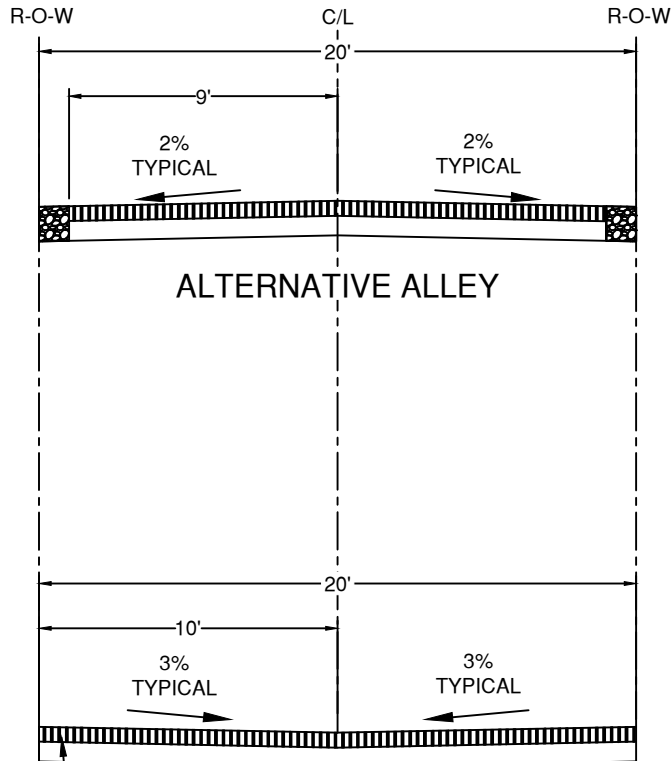 R-O-W C/L R-O-W
20'
9'
2%
TYPICAL
2%
TYPICAL
ALTERNATIVE ALLEY
20'
10'
3%
TYPICAL
3%
TYPICAL